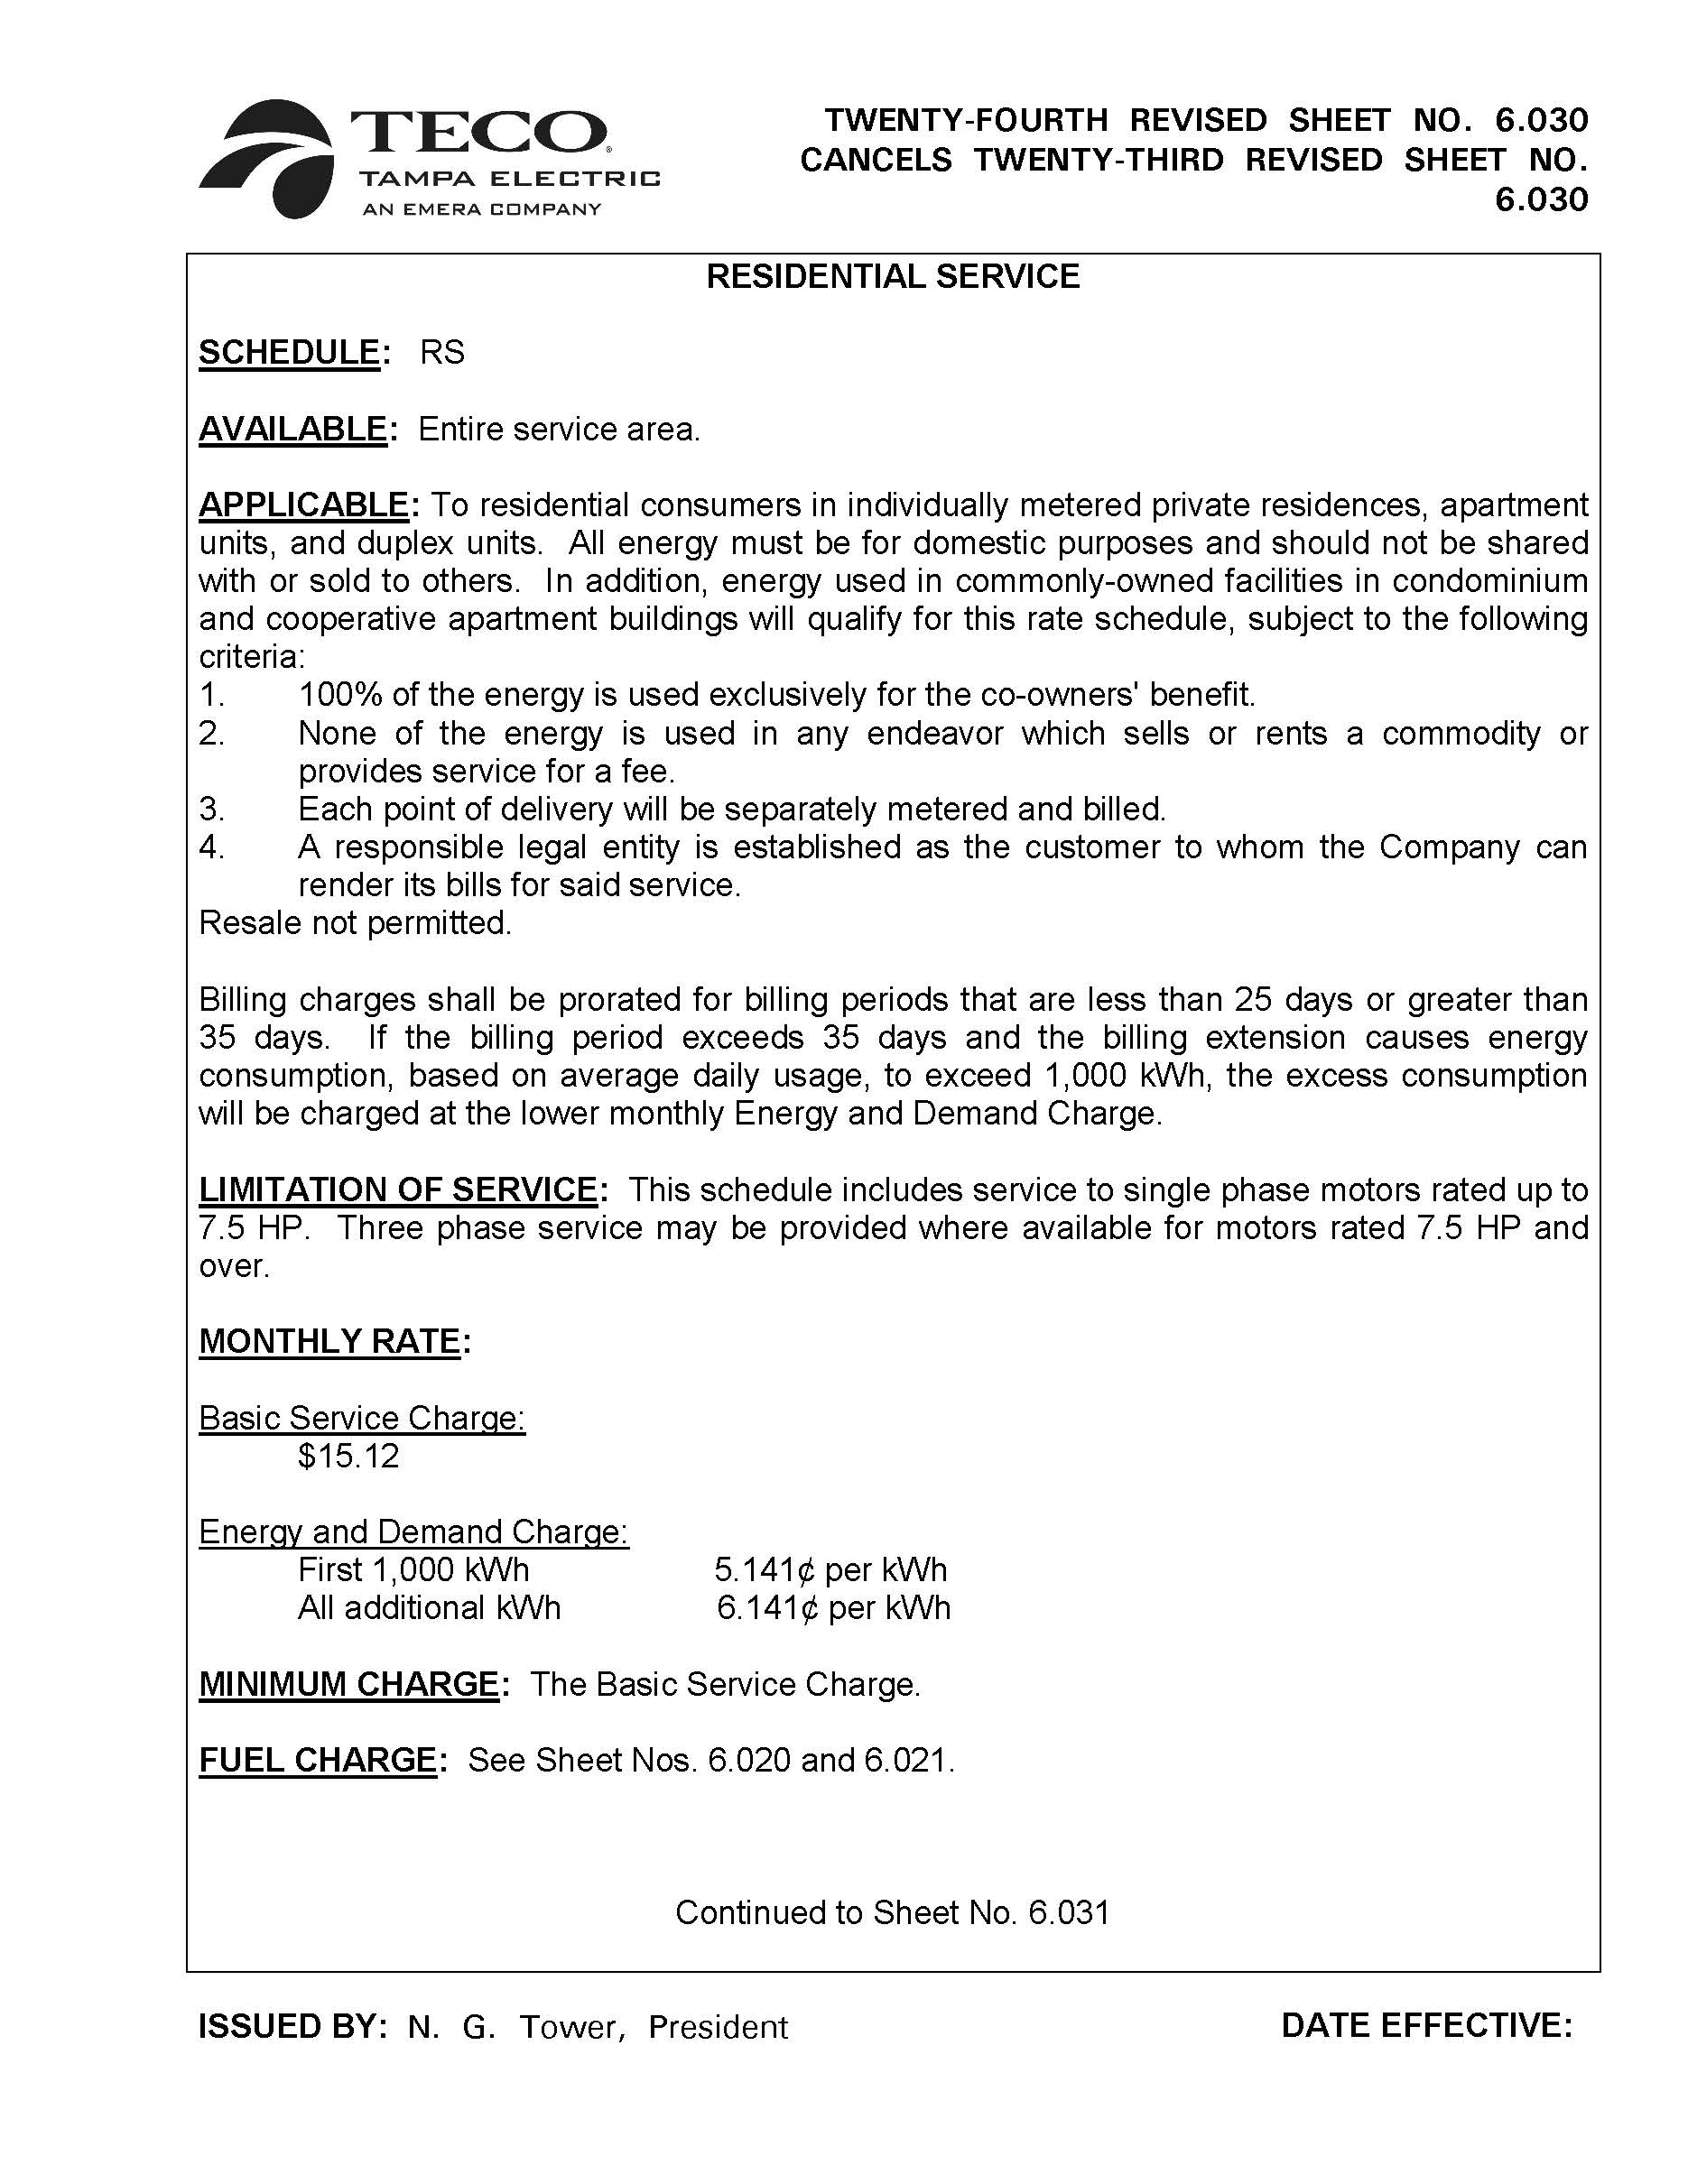 TECO®
TAMPA ELECTRIC
AN EMERA COMPANY
TWENTY-FOURTH REVISED SHEET NO. 6.030
CANCELS TWENTY-THIRD REVISED SHEET NO.
6.030
RESIDENTIAL SERVICE
SCHEDULE: RS
AVAILABLE: Entire service area.
APPLICABLE: To residential consumers in individually metered private residences, apartment
units, and duplex units. All energy must be for domestic purposes and should not be shared
with or sold to others. In addition, energy used in commonly-owned facilities in condominium
and cooperative apartment buildings will qualify for this rate schedule, subject to the following
criteria:
1. 100% of the energy is used exclusively for the co-owners' benefit.
2. None of the energy is used in any endeavor which sells or rents a commodity or
provides service for a fee.
3. Each point of delivery will be separately metered and billed.
4. A responsible legal entity is established as the customer to whom the Company can
render its bills for said service.
Resale not permitted.
Billing charges shall be prorated for billing periods that are less than 25 days or greater than
35 days. If the billing period exceeds 35 days and the billing extension causes energy
consumption, based on average daily usage, to exceed 1,000 kWh, the excess consumption
will be charged at the lower monthly Energy and Demand Charge.
LIMITATION OF SERVICE: This schedule includes service to single phase motors rated up to
7.5 HP. Three phase service may be provided where available for motors rated 7.5 HP and
over.
MONTHLY RATE:
Basic Service Charge:
$15.12
Energy and Demand Charge:
First 1,000 kWh 5.141¢ per kWh
All additional kWh 6.141¢ per kWh
MINIMUM CHARGE: The Basic Service Charge.
FUEL CHARGE: See Sheet Nos. 6.020 and 6.021.
Continued to Sheet No. 6.031
ISSUED BY: N. G. Tower, President
DATE EFFECTIVE: